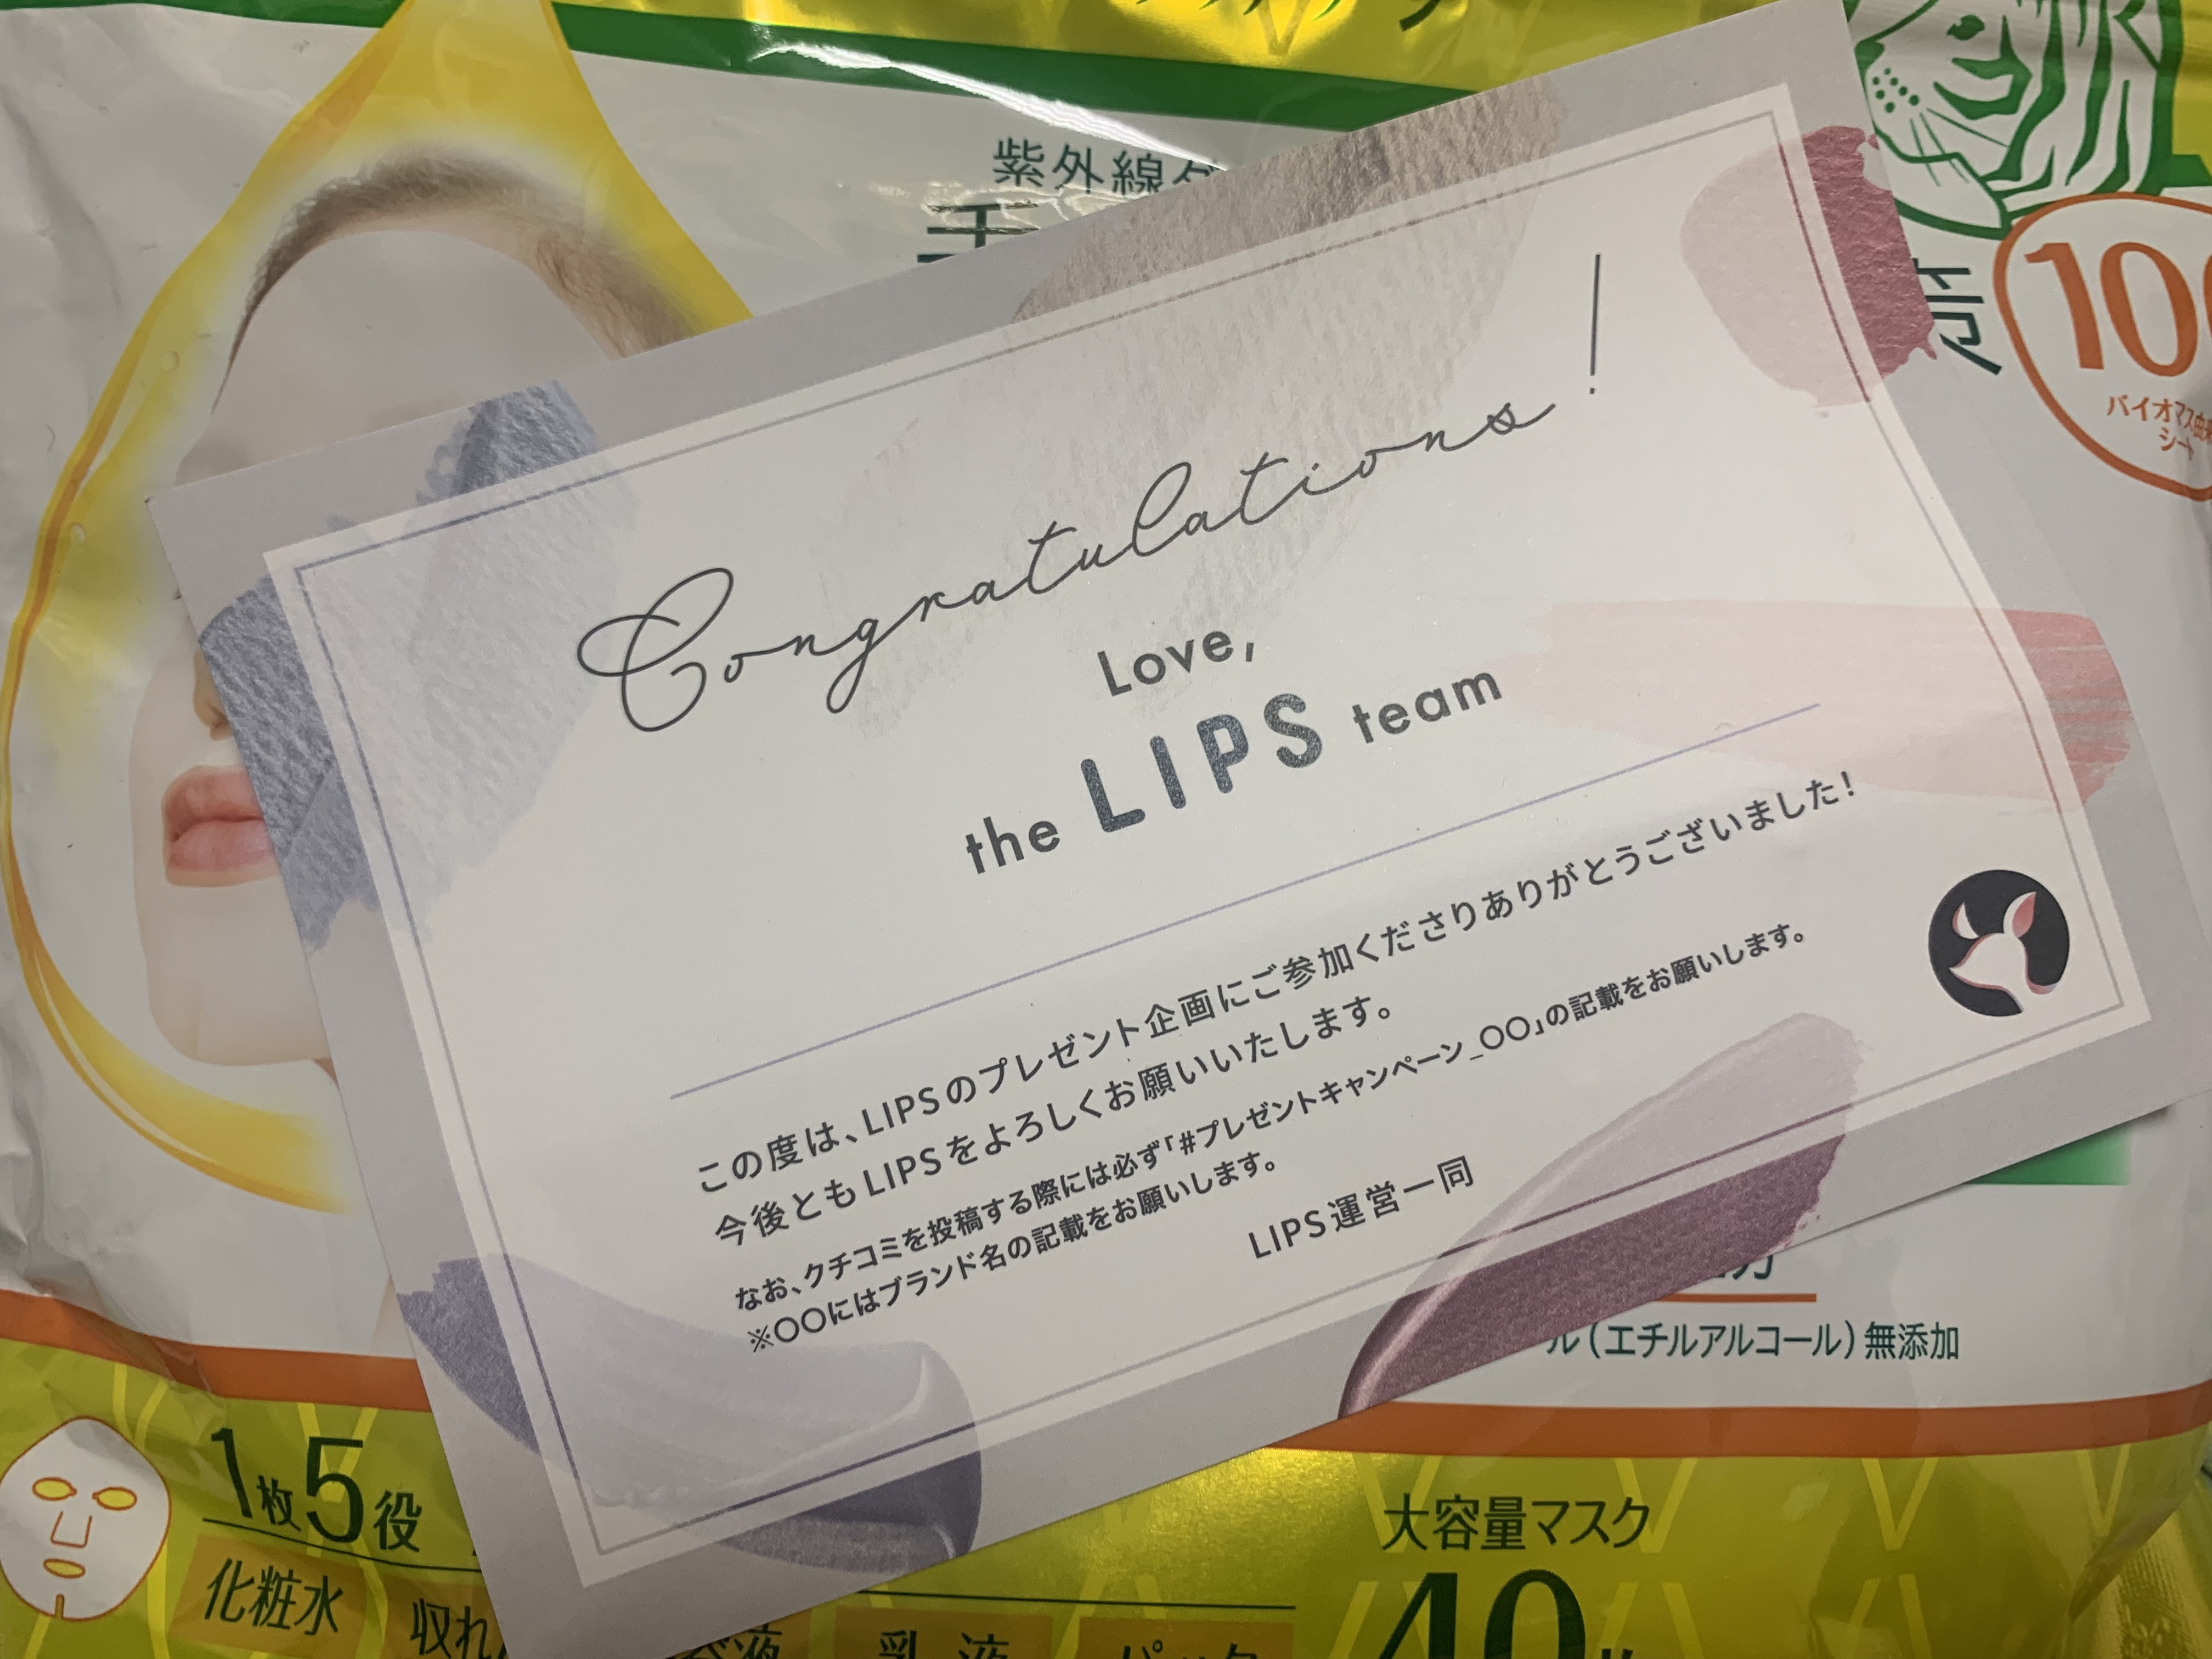 紫外線
100
バイオマス由来
シート
Congratulations!
Love,
the LIPS team
この度は、LIPSのプレゼント企画にご参加くださりありがとうございました!
今後ともLIPSをよろしくお願いいたします。
なお、クチコミを投稿する際には必ず「#プレゼントキャンペーン_〇〇」の記載をお願いします。
※〇〇にはブランド名の記載をお願いします。
LIPS運営一同
ル(エチルアルコール)無添加
1枚5役
化粧水
乳液
パック
大容量マスク
40